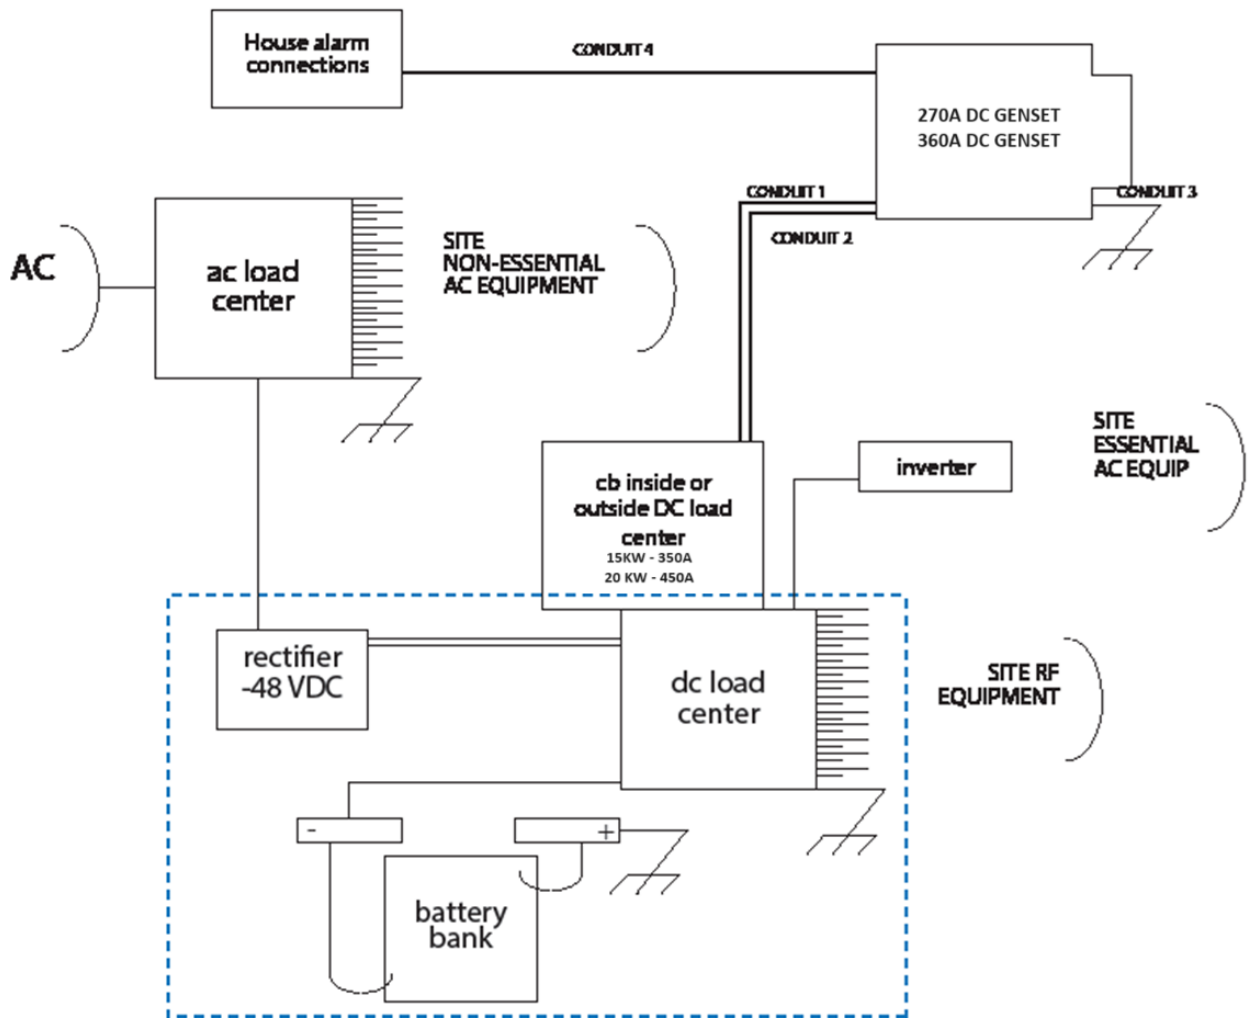 House alarm
connections
CONDUIT 4
270A DC GENSET
360A DC GENSET
CONDUIT 1
CONDUIT 3
CONDUIT 2
AC
ac load
center
SITE
NON-ESSENTIAL
AC EQUIPMENT
SITE
ESSENTIAL
AC EQUIP
inverter
cb inside or
outside DC load
center
15KW - 350A
20 KW - 450A
rectifier
-48 VDC
dc load
center
SITE RF
EQUIPMENT
-
+
battery
bank